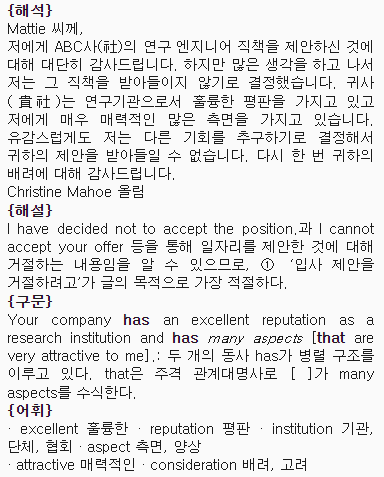 {해석}
Mattie 씨께,
저에게 ABC사(社)의 연구 엔지니어 직책을 제안하신 것에
대해 대단히 감사드립니다. 하지만 많은 생각을 하고 나서
저는 그 직책을 받아들이지 않기로 결정했습니다. 귀사
(貴社)는 연구기관으로서 훌륭한 평판을 가지고 있고
저에게 매우 매력적인 많은 측면을 가지고 있습니다.
유감스럽게도 저는 다른 기회를 추구하기로 결정해서
귀하의 제안을 받아들일 수 없습니다. 다시 한 번 귀하의
배려에 대해 감사드립니다.
Christine Mahoe 올림
{해설}
I have decided not to accept the position.과 I cannot
accept your offer 등을 통해 일자리를 제안한 것에 대해
거절하는 내용임을 알 수 있으므로, ① ‘입사 제안을
거절하려고’가 글의 목적으로 가장 적절하다.
{구문}
Your company has an excellent reputation as a
research institution and has many aspects [that are
very attractive to me].: 두 개의 동사 has가 병렬 구조를
이루고 있다. that은 주격 관계대명사로 [ ]가 many
aspects를 수식한다.
{어휘}
· excellent 훌륭한 · reputation 평판 · institution 기관,
단체, 협회 · aspect 측면, 양상
· attractive 매력적인 · consideration 배려, 고려